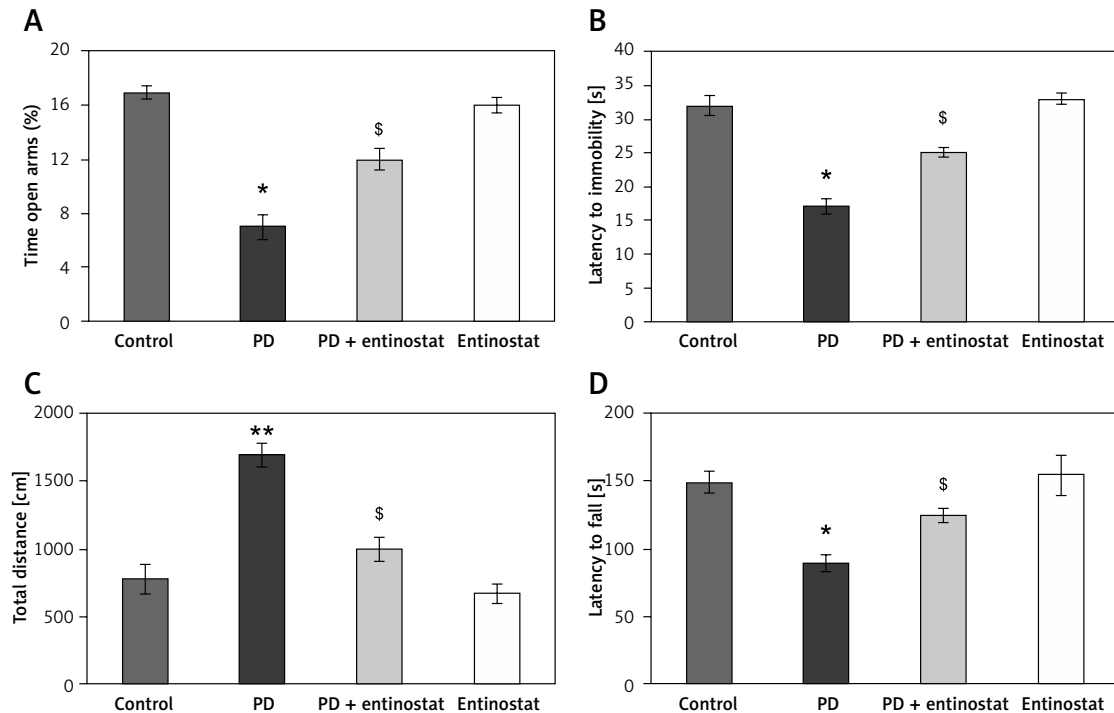 A
Time open arms (%)
20
16
12
8
4
0
*
$
Control PD PD + entinostat Entinostat
B
Latency to immobility [s]
40
35
30
25
20
15
10
5
0
*
$
Control PD PD + entinostat Entinostat
C
Total distance [cm]
2000
1500
1000
500
0
**
$
Control PD PD + entinostat Entinostat
D
Latency to fall [s]
200
150
100
50
0
*
$
Control PD PD + entinostat Entinostat